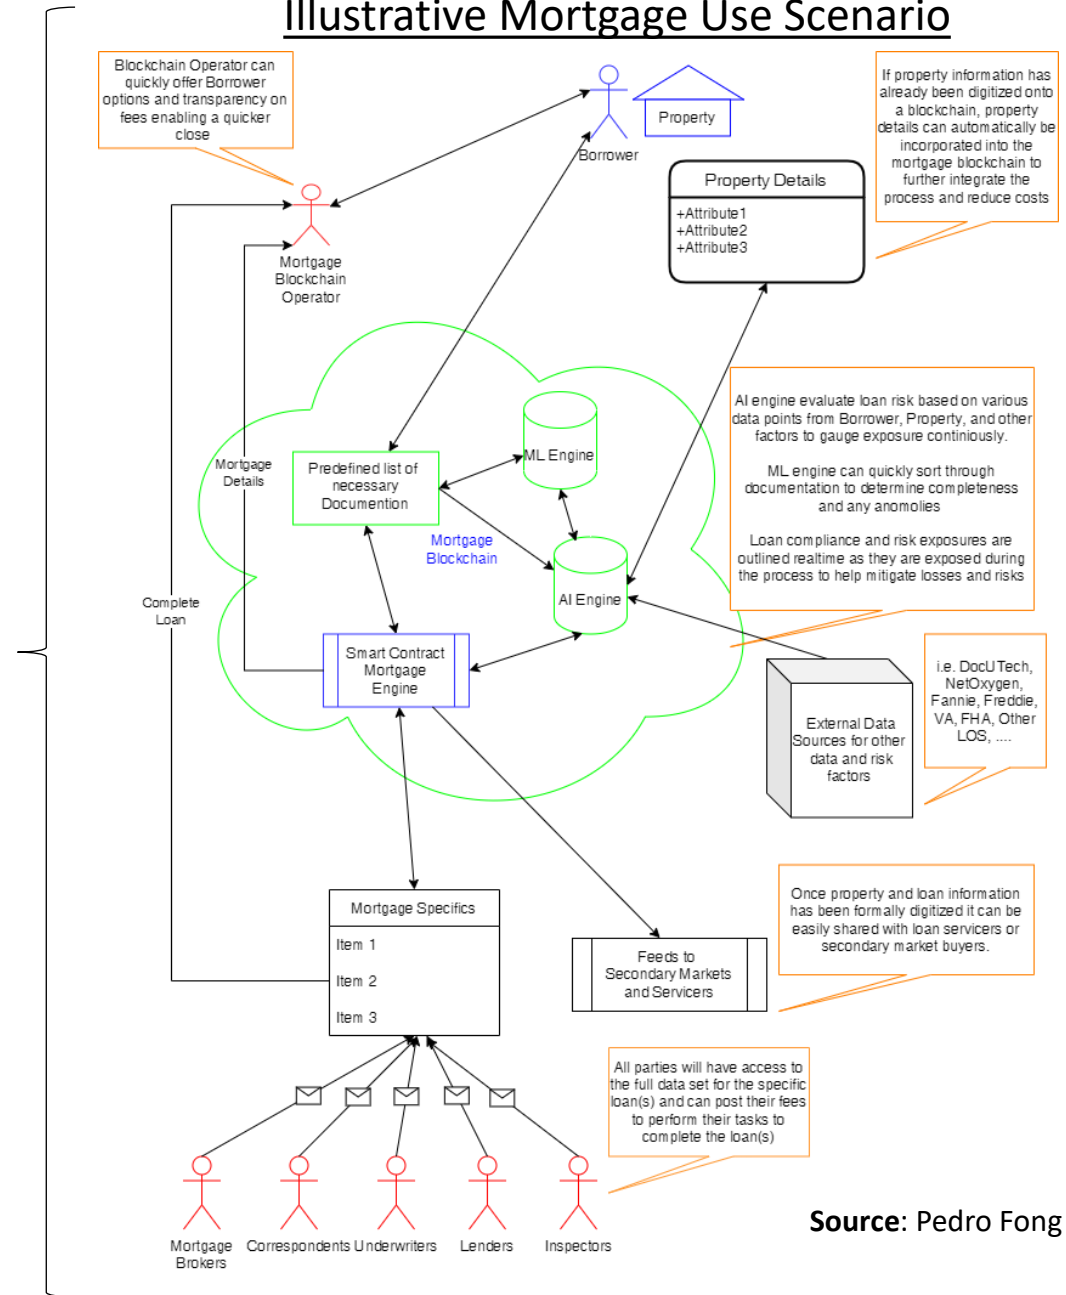 Illustrative Mortgage Use Scenario
Blockchain Operator can
quickly offer Borrower
options and transparency on
fees enabling a quicker
close
Borrower
Property
If property information has
already been digitized onto
a blockchain, property
details can automatically be
incorporated into the
mortgage blockchain to
further integrate the
process and reduce costs
Property Details
+Attribute1
+Attribute2
+Attribute3
Mortgage
Blockchain
Operator
AI engine evaluate loan risk based on various
data points from Borrower, Property, and other
factors to gauge exposure continiously.
ML engine can quickly sort through
documentation to determine completeness
and any anomolies
Loan compliance and risk exposures are
outlined realtime as they are exposed during
the process to help mitigate losses and risks
Mortgage
Details
Predefined list of
necessary
Documention
ML Engine
Mortgage
Blockchain
AI Engine
Complete
Loan
Smart Contract
Mortgage
Engine
External Data
Sources for other
data and risk
factors
i.e. DocUTech,
NetOxygen,
Fannie, Freddie,
VA, FHA, Other
LOS, ....
Mortgage Specifics
Item 1
Item 2
Item 3
Feeds to
Secondary Markets
and Servicers
Once property and loan information
has been formally digitized it can be
easily shared with loan servicers or
secondary market buyers.
All parties will have access to
the full data set for the specific
loan(s) and can post their fees
to perform their tasks to
complete the loan(s)
Mortgage
Brokers
Correspondents
Underwriters
Lenders
Inspectors
Source: Pedro Fong